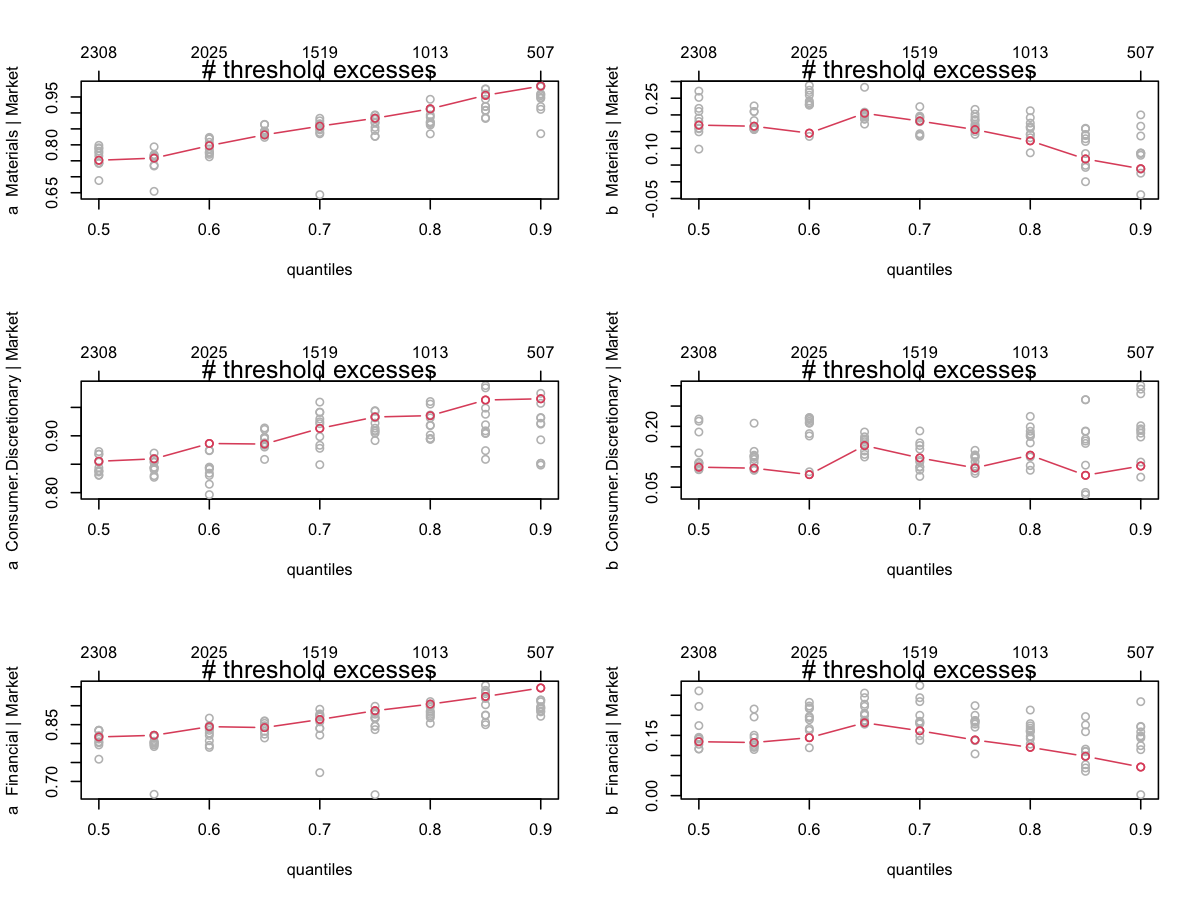 2308 2025 1519 1013 507
# threshold excesses
a Materials | Market
0.65 0.80 0.95
0.5 0.6 0.7 0.8 0.9
quantiles
2308 2025 1519 1013 507
# threshold excesses
b Materials | Market
-0.05 0.10 0.25
0.5 0.6 0.7 0.8 0.9
quantiles
2308 2025 1519 1013 507
# threshold excesses
a Consumer.Discretionary | Market
0.80 0.90
0.5 0.6 0.7 0.8 0.9
quantiles
2308 2025 1519 1013 507
# threshold excesses
b Consumer.Discretionary | Market
0.05 0.20
0.5 0.6 0.7 0.8 0.9
quantiles
2308 2025 1519 1013 507
# threshold excesses
a Financial | Market
0.70 0.85
0.5 0.6 0.7 0.8 0.9
quantiles
2308 2025 1519 1013 507
# threshold excesses
b Financial | Market
0.00 0.15
0.5 0.6 0.7 0.8 0.9
quantiles